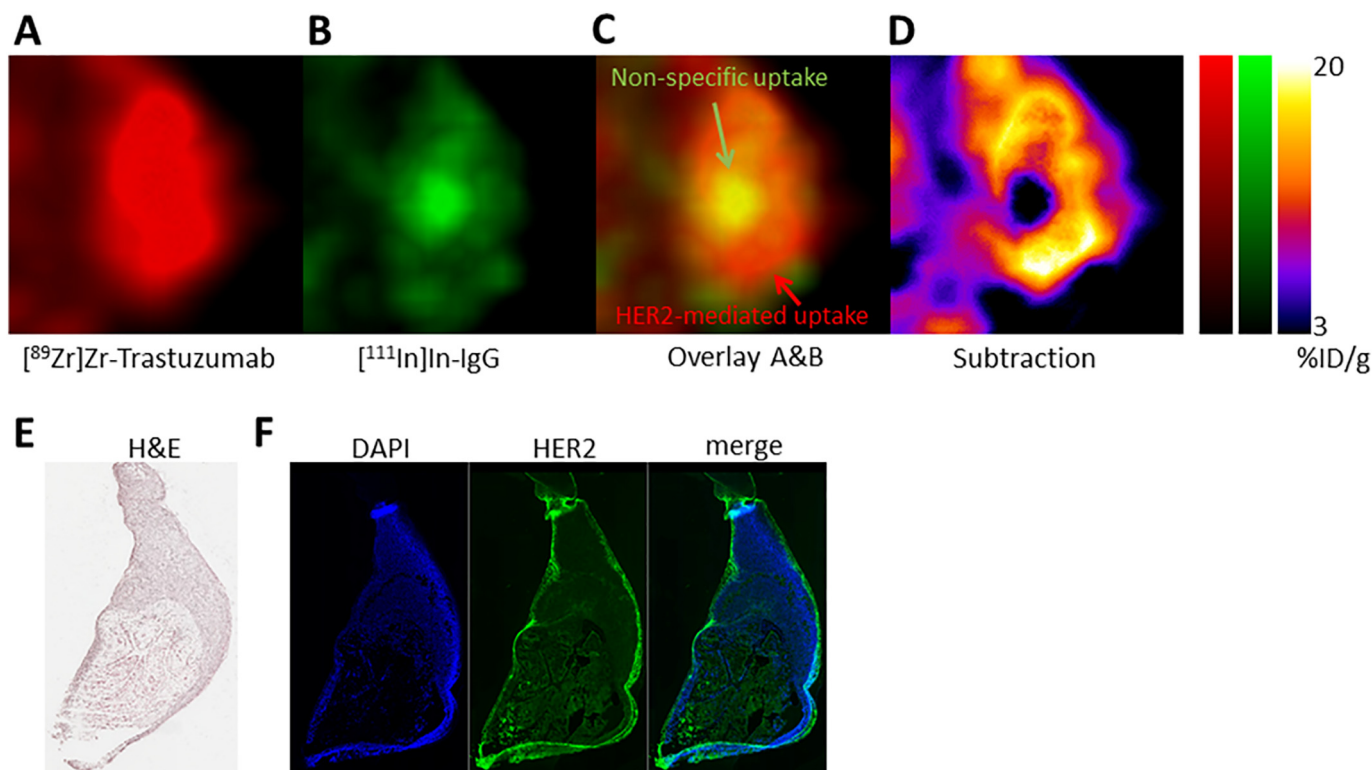 A
B
C
D
Non-specific uptake
HER2-mediated uptake
20
3
[⁸⁹Zr]Zr-Trastuzumab
[¹¹¹In]In-IgG
Overlay A&B
Subtraction
%ID/g
E
F
H&E
DAPI
HER2
merge